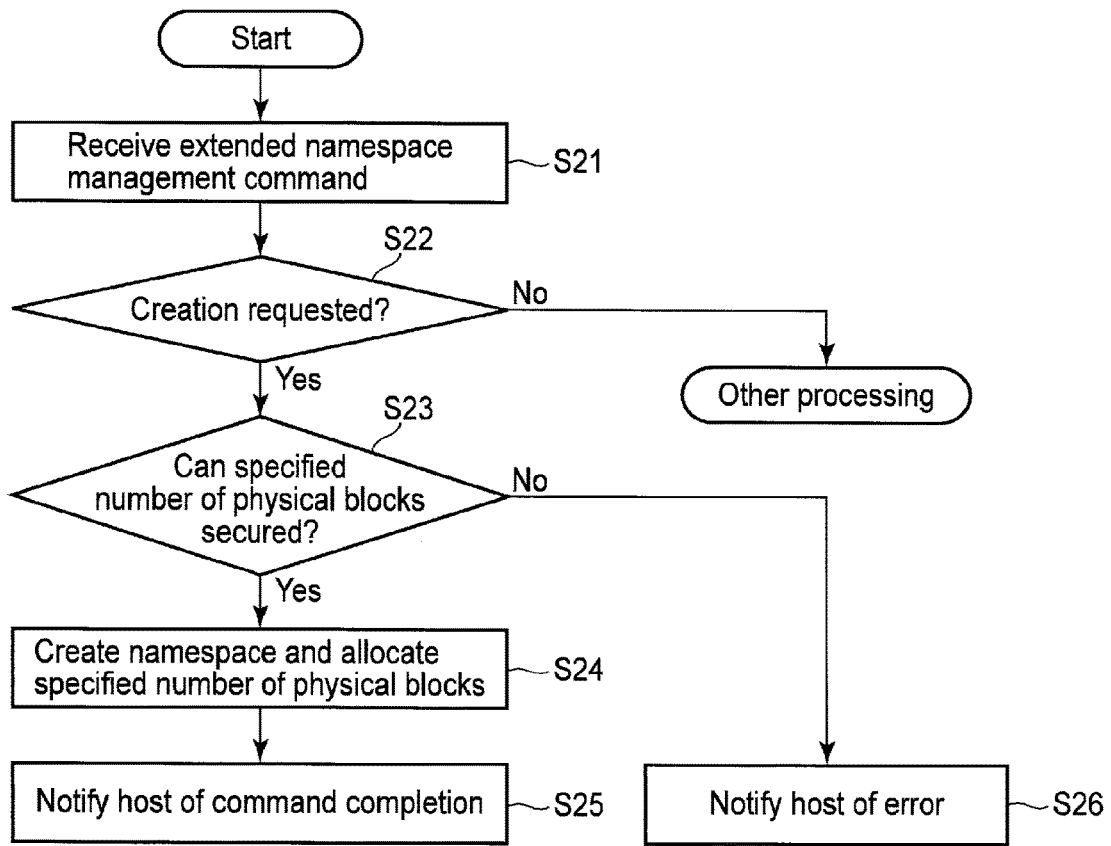 Start
Receive extended namespace
management command
S21
S22
Creation requested?
No
Yes
Other processing
S23
Can specified
number of physical blocks
secured?
No
Yes
Create namespace and allocate
specified number of physical blocks
S24
Notify host of command completion
S25
Notify host of error
S26